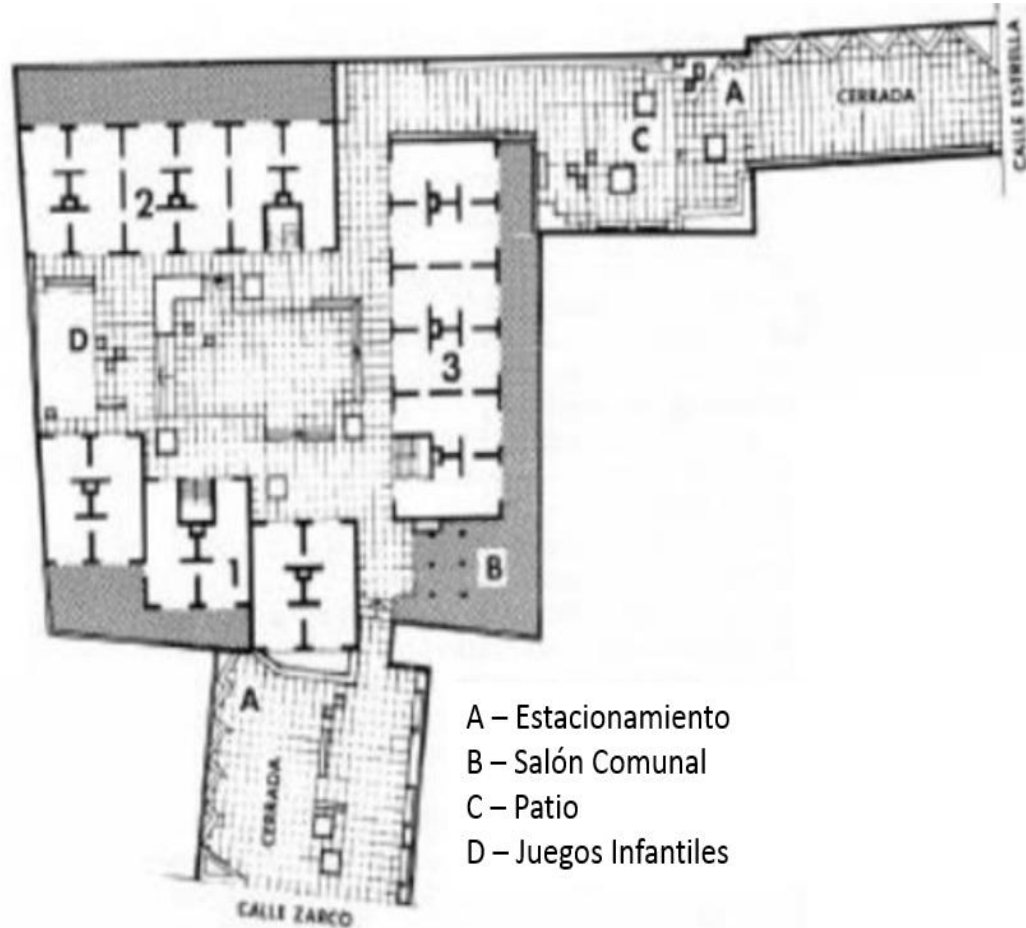 CALLE ESTRELLA
A
CERRADA
C
2
D
3
1
B
A
CERRADA
CALLE ZARCO
A – Estacionamiento
B – Salón Comunal
C – Patio
D – Juegos Infantiles